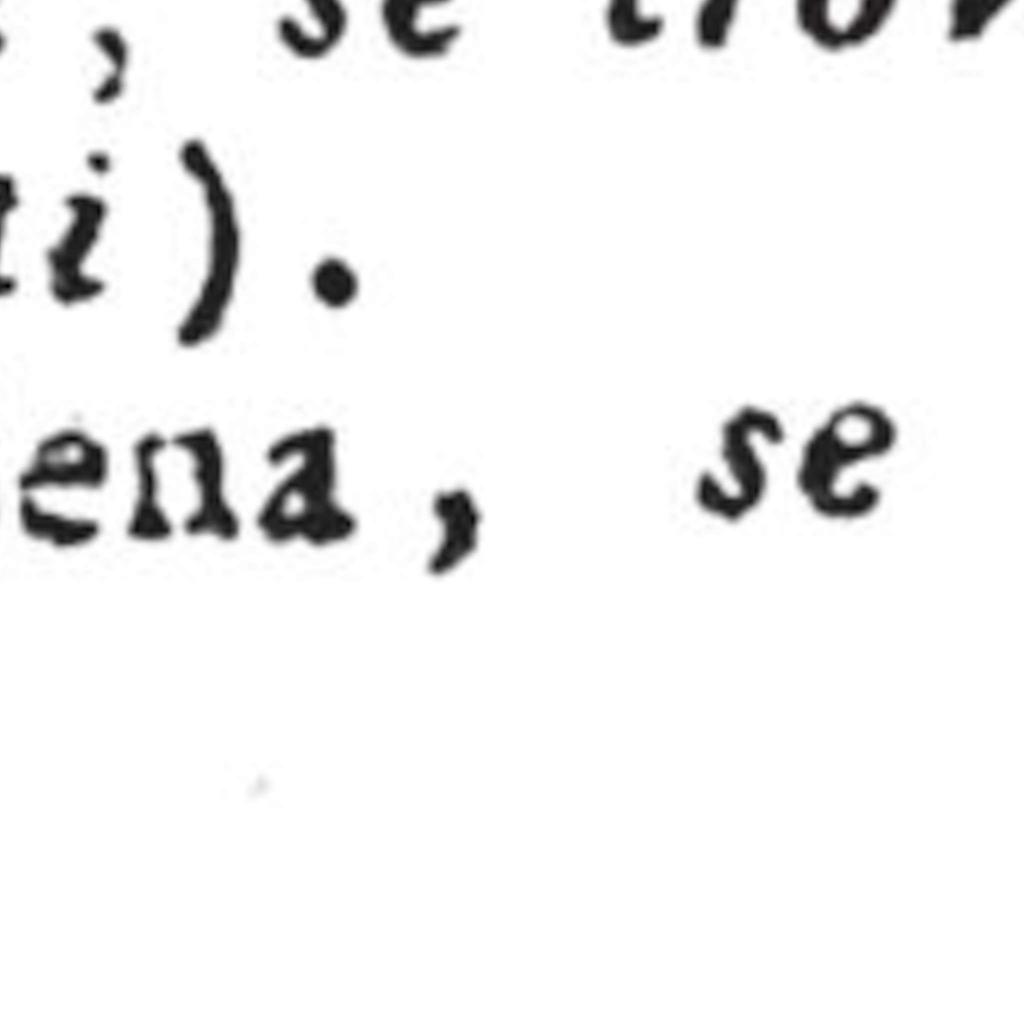 , se
i).
ena, se